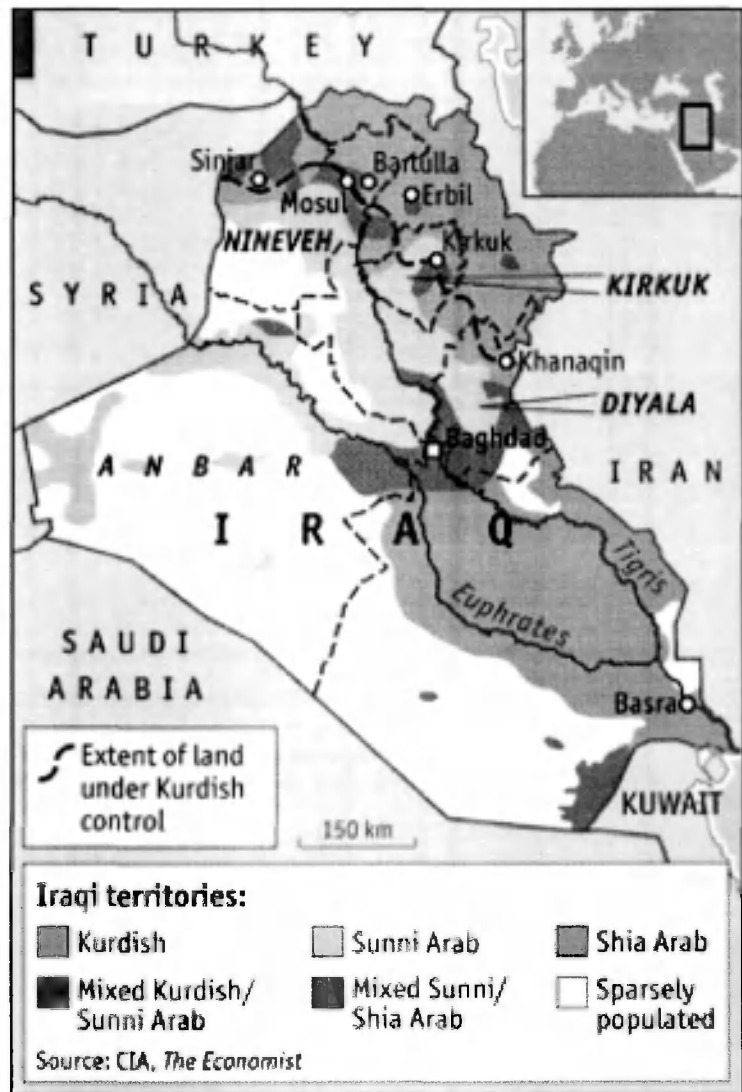 TURKEY
Sinjar
Bartulla
Mosul
Erbil
NINEVEH
Kirkuk
SYRIA
KIRKUK
Khanaqin
DIYALA
Baghdad
ANBAR
IRAN
IRAQ
Tigris
Euphrates
SAUDI
ARABIA
Basra
Extent of land
under Kurdish
control
150 km
KUWAIT
Iraqi territories:
Kurdish
Sunni Arab
Shia Arab
Mixed Kurdish/
Sunni Arab
Mixed Sunni/
Shia Arab
Sparsely
populated
Source: CIA, The Economist